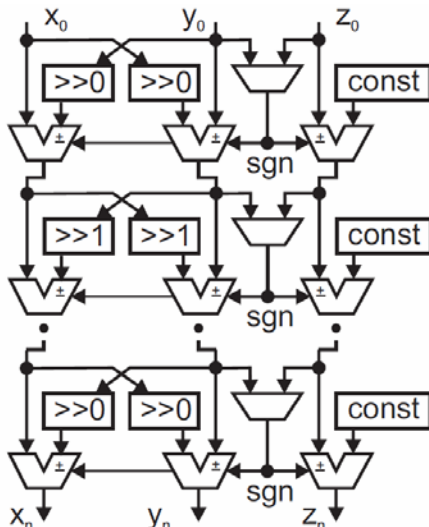 x₀ y₀ z₀
>>0 >>0 const
± ± ±
sgn
>>1 >>1 const
± ± ±
sgn
>>0 >>0 const
± ± ±
sgn
xₙ yₙ zₙ